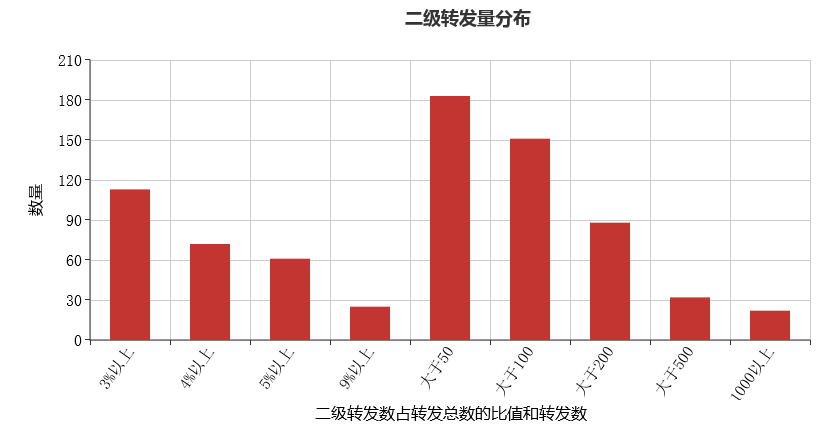 二级转发量分布
数量
210
180
150
120
90
60
30
0
3%以上
4%以上
5%以上
9%以上
大于50
大于100
大于200
大于500
1000以上
二级转发数占转发总数的比值和转发数